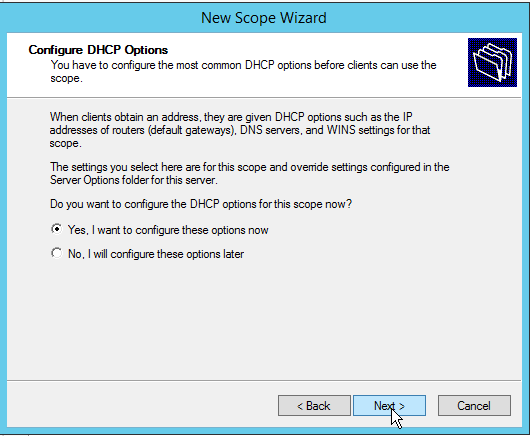 New Scope Wizard
Configure DHCP Options
You have to configure the most common DHCP options before clients can use the
scope.
When clients obtain an address, they are given DHCP options such as the IP
addresses of routers (default gateways), DNS servers, and WINS settings for that
scope.
The settings you select here are for this scope and override settings configured in the
Server Options folder for this server.
Do you want to configure the DHCP options for this scope now?
Yes, I want to configure these options now
No, I will configure these options later
< Back
Next >
Cancel